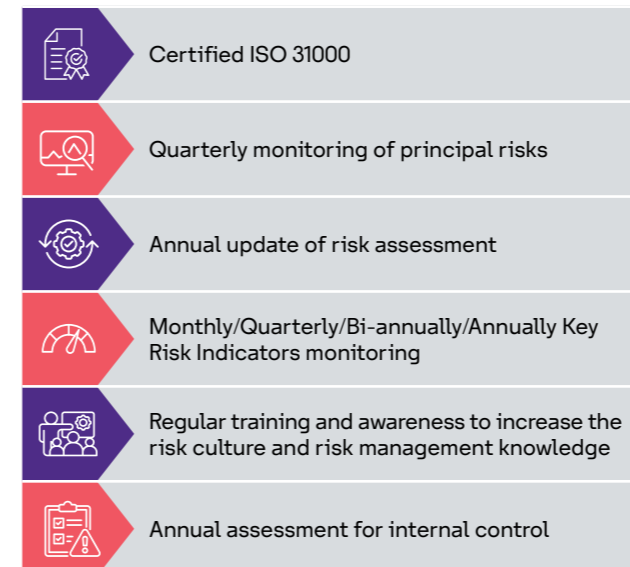 Certified ISO 31000
Quarterly monitoring of principal risks
Annual update of risk assessment
Monthly/Quarterly/Bi-annually/Annually Key
Risk Indicators monitoring
Regular training and awareness to increase the
risk culture and risk management knowledge
Annual assessment for internal control